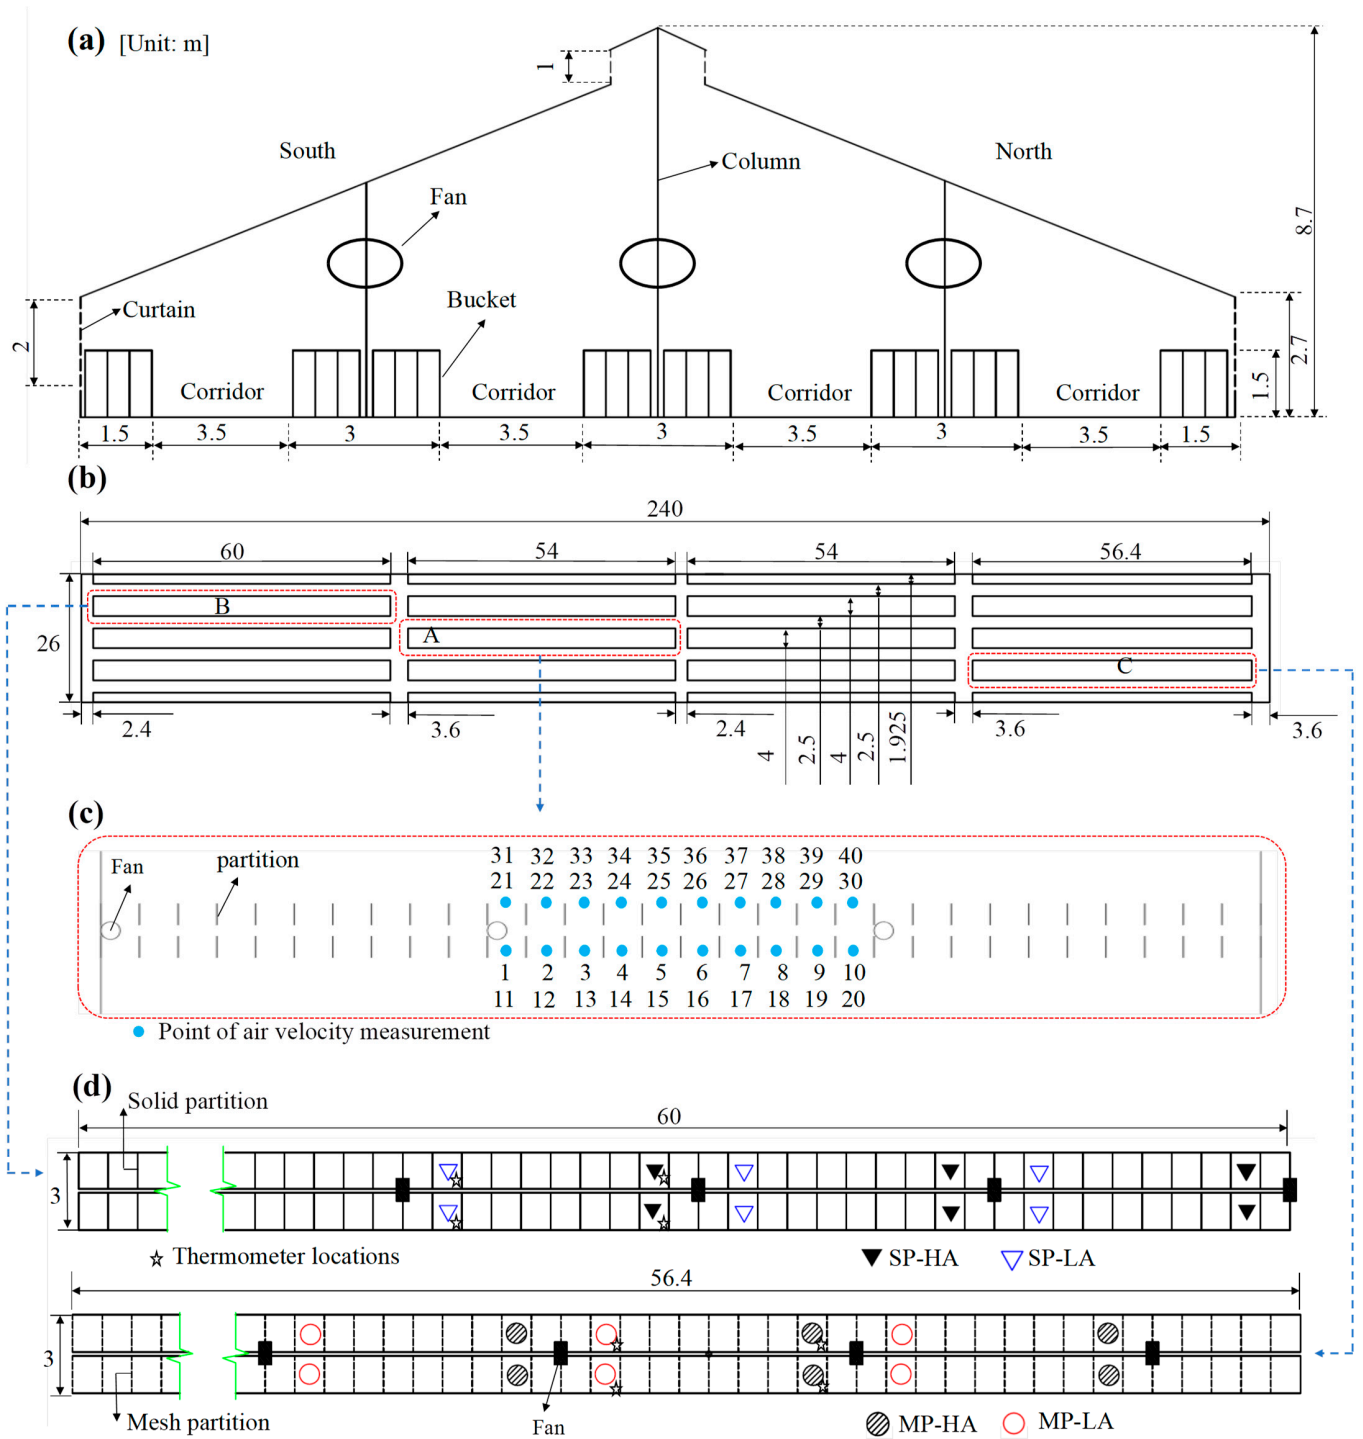 (a) [Unit: m]
1
South
North
Column
Fan
8.7
Curtain
Bucket
2
2.7
1.5
Corridor Corridor Corridor Corridor
1.5 3.5 3 3.5 3 3.5 3 3.5 1.5
(b)
240
60 54 54 56.4
B
A
26
C
2.4 3.6 2.4 3.6 3.6
4 2.5 4 2.5 1.925
(c)
Fan
partition
31 32 33 34 35 36 37 38 39 40
21 22 23 24 25 26 27 28 29 30
1 2 3 4 5 6 7 8 9 10
11 12 13 14 15 16 17 18 19 20
Point of air velocity measurement
(d)
Solid partition
60
3
Thermometer locations SP-HA SP-LA
56.4
3
Mesh partition
Fan
MP-HA MP-LA